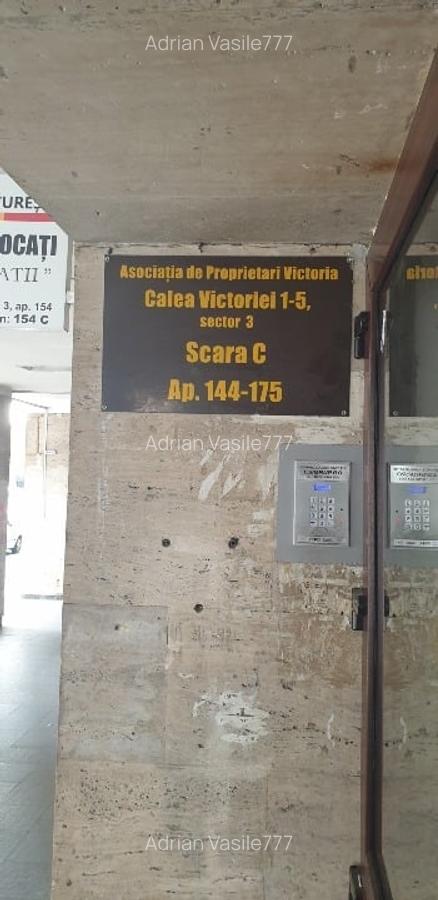 Adrian Vasile777
OCAȚI
3, ap. 154
154 C
Asociația de Proprietari Victoria
Calea Victoriei 1-5,
sector 3
Scara C
Ap. 144-175
Adrian Vasile777
Adrian Vasile777